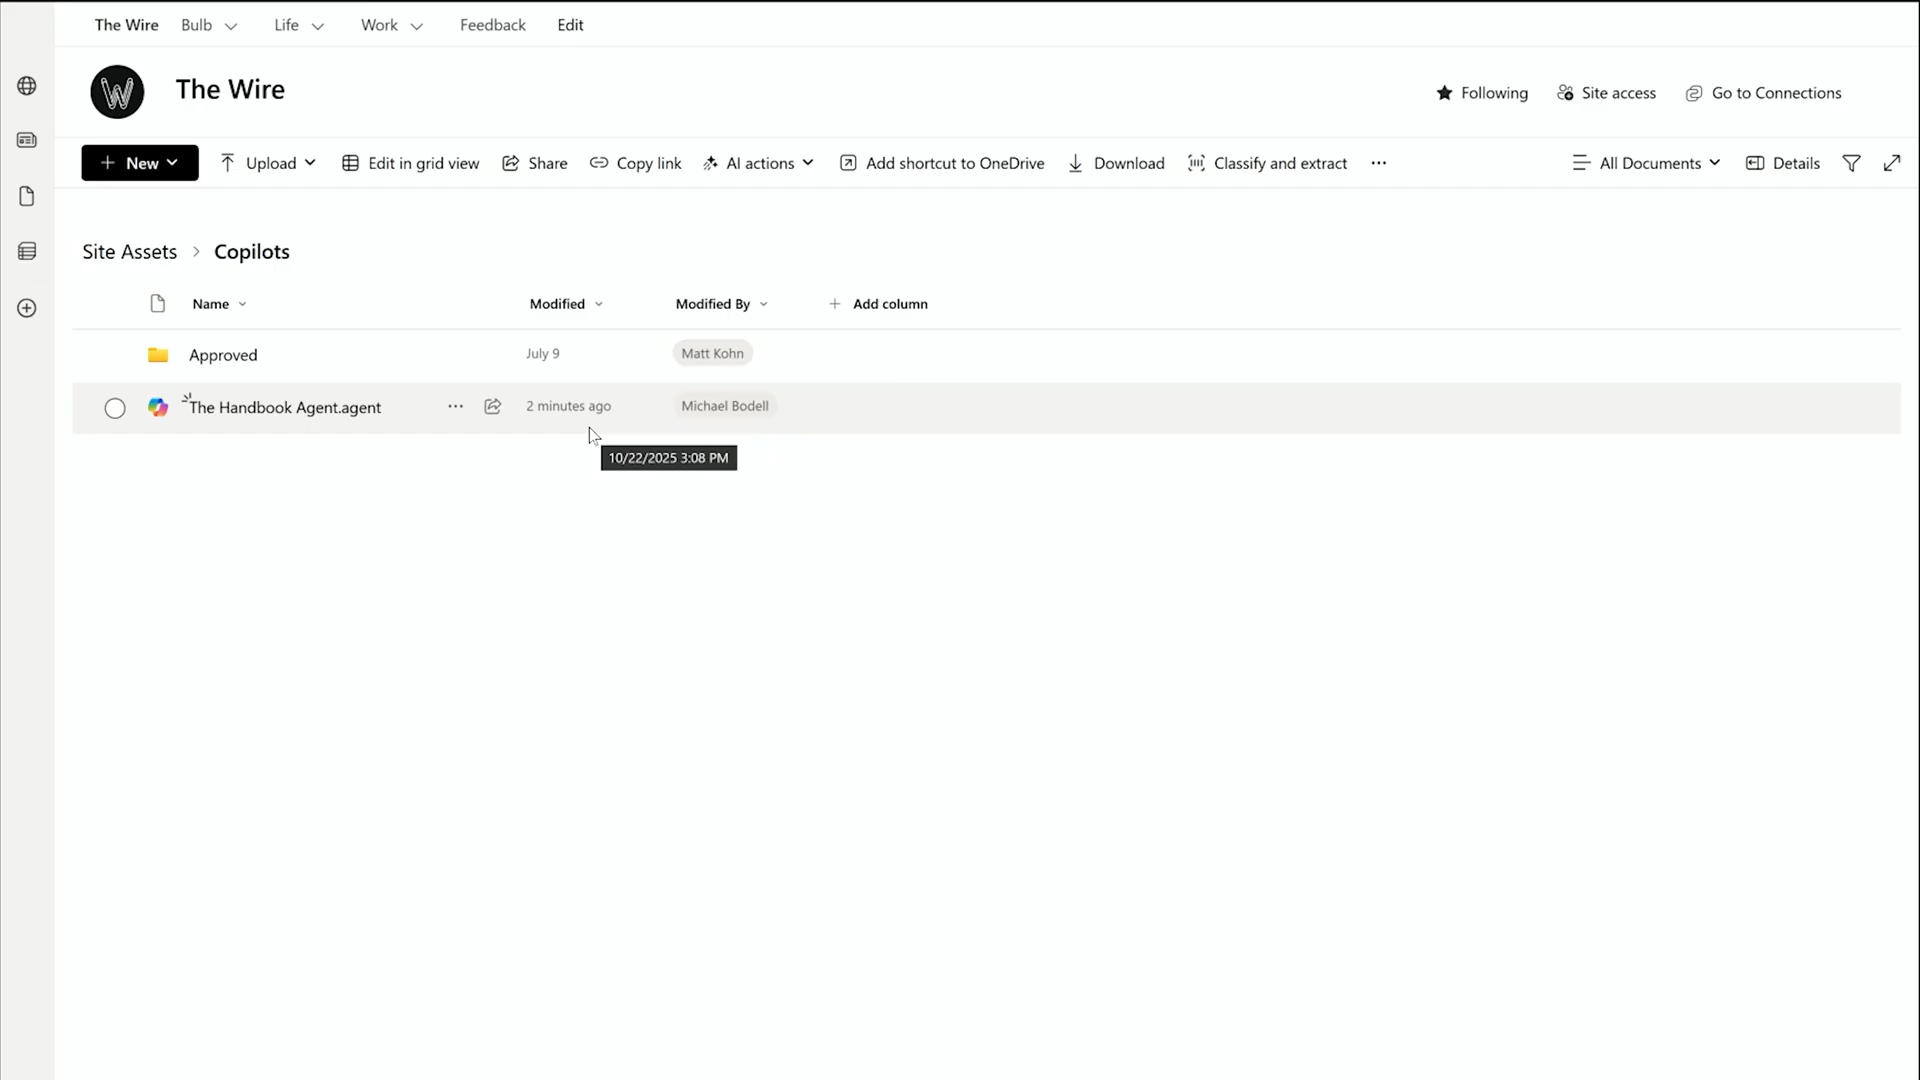 The Wire Bulb Life Work Feedback Edit
W The Wire
Following Site access Go to Connections
New Upload Edit in grid view Share Copy link AI actions Add shortcut to OneDrive Download Classify and extract ... All Documents Details
Site Assets > Copilots
Name Modified Modified By + Add column
Approved July 9 Matt Kohn
The Handbook Agent.agent ... 2 minutes ago Michael Bodell
10/22/2025 3:08 PM